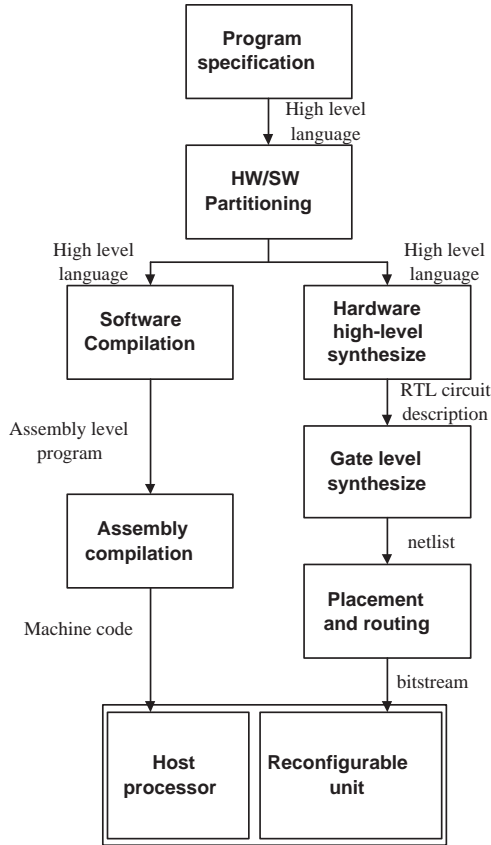 Program
specification
High level
language
HW/SW
Partitioning
High level
language
High level
language
Software
Compilation
Hardware
high-level
synthesize
RTL circuit
description
Assembly level
program
Gate level
synthesize
Assembly
compilation
netlist
Placement
and routing
Machine code
bitstream
Host
processor
Reconfigurable
unit